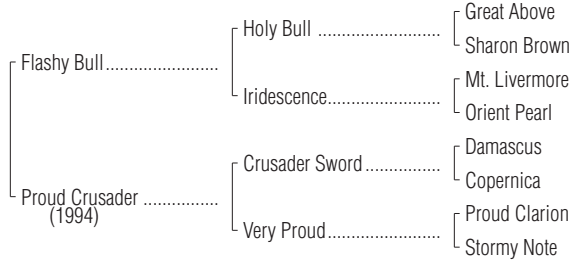 Great Above
Holy Bull ..............................
Sharon Brown
Flashy Bull.......................
Mt. Livermore
Iridescence.......................
Orient Pearl
Damascus
Crusader Sword ...............
Copernica
Proud Crusader ...............
(1994)
Proud Clarion
Very Proud.......................
Stormy Note